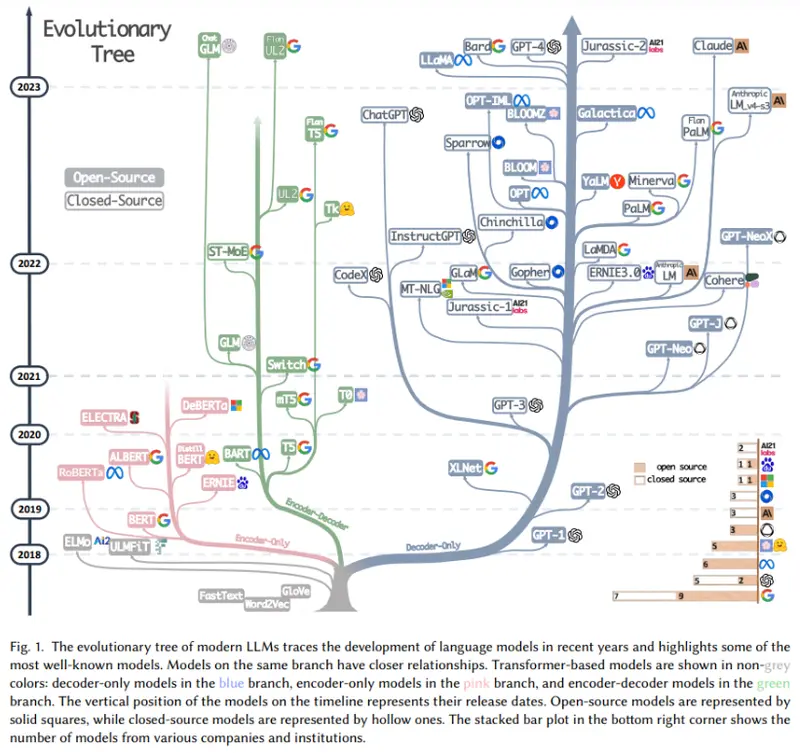 Evolutionary
Tree
2023
2022
2021
2020
2019
2018
Open-Source
Closed-Source
Chat
GLM
Flan
UL2
Flan
T5
UL2
Tk
ST-MoE
GLM
Switch
mT5
T0
DeBERTa
ELECTRA
Distill
BERT
ALBERT
BART
T5
RoBERTa
ERNIE
BERT
Encoder-Decoder
Encoder-Only
ELMo
AI2
ULMFiT
FastText
GloVe
Word2Vec
Bard
GPT-4
Jurassic-2
AI21
labs
Claude
LLaMA
Anthropic
LM_v4-s3
OPT-IML
BLOOMZ
Galactica
ChatGPT
Flan
PaLM
Sparrow
BLOOM
OPT
YaLM
Minerva
PaLM
Chinchilla
InstructGPT
GPT-NeoX
LaMDA
CodeX
GLaM
Gopher
ERNIE3.0
Anthropic
LM
Cohere
MT-NLG
Jurassic-1
AI21
labs
GPT-J
GPT-Neo
GPT-3
XLNet
GPT-2
GPT-1
Decoder-Only
open source
closed source
2 AI21
labs
1 1
1 1
3
3
3
5
6
5 2
7 9
Fig. 1. The evolutionary tree of modern LLMs traces the development of language models in recent years and highlights some of the
most well-known models. Models on the same branch have closer relationships. Transformer-based models are shown in non-grey
colors: decoder-only models in the blue branch, encoder-only models in the pink branch, and encoder-decoder models in the green
branch. The vertical position of the models on the timeline represents their release dates. Open-source models are represented by
solid squares, while closed-source models are represented by hollow ones. The stacked bar plot in the bottom right corner shows the
number of models from various companies and institutions.